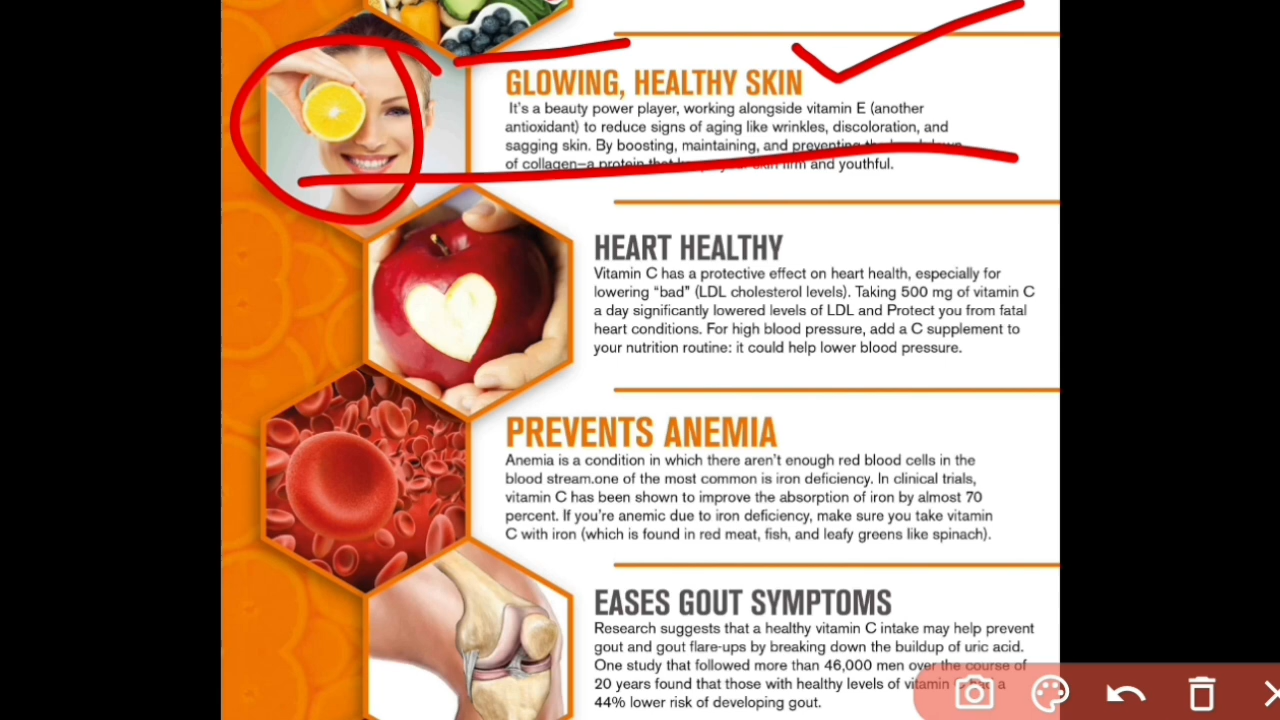 GLOWING, HEALTHY SKIN
It's a beauty power player, working alongside vitamin E (another
antioxidant) to reduce signs of aging like wrinkles, discoloration, and
sagging skin. By boosting, maintaining, and preventing the
of collagen—a protein that skin firm and youthful.
HEART HEALTHY
Vitamin C has a protective effect on heart health, especially for
lowering "bad" (LDL cholesterol levels). Taking 500 mg of vitamin C
a day significantly lowered levels of LDL and Protect you from fatal
heart conditions. For high blood pressure, add a C supplement to
your nutrition routine: it could help lower blood pressure.
PREVENTS ANEMIA
Anemia is a condition in which there aren't enough red blood cells in the
blood stream.one of the most common is iron deficiency. In clinical trials,
vitamin C has been shown to improve the absorption of iron by almost 70
percent. If you're anemic due to iron deficiency, make sure you take vitamin
C with iron (which is found in red meat, fish, and leafy greens like spinach).
EASES GOUT SYMPTOMS
Research suggests that a healthy vitamin C intake may help prevent
gout and gout flare-ups by breaking down the buildup of uric acid.
One study that followed more than 46,000 men over the course of
20 years found that those with healthy levels of vitamin C had a
44% lower risk of developing gout.